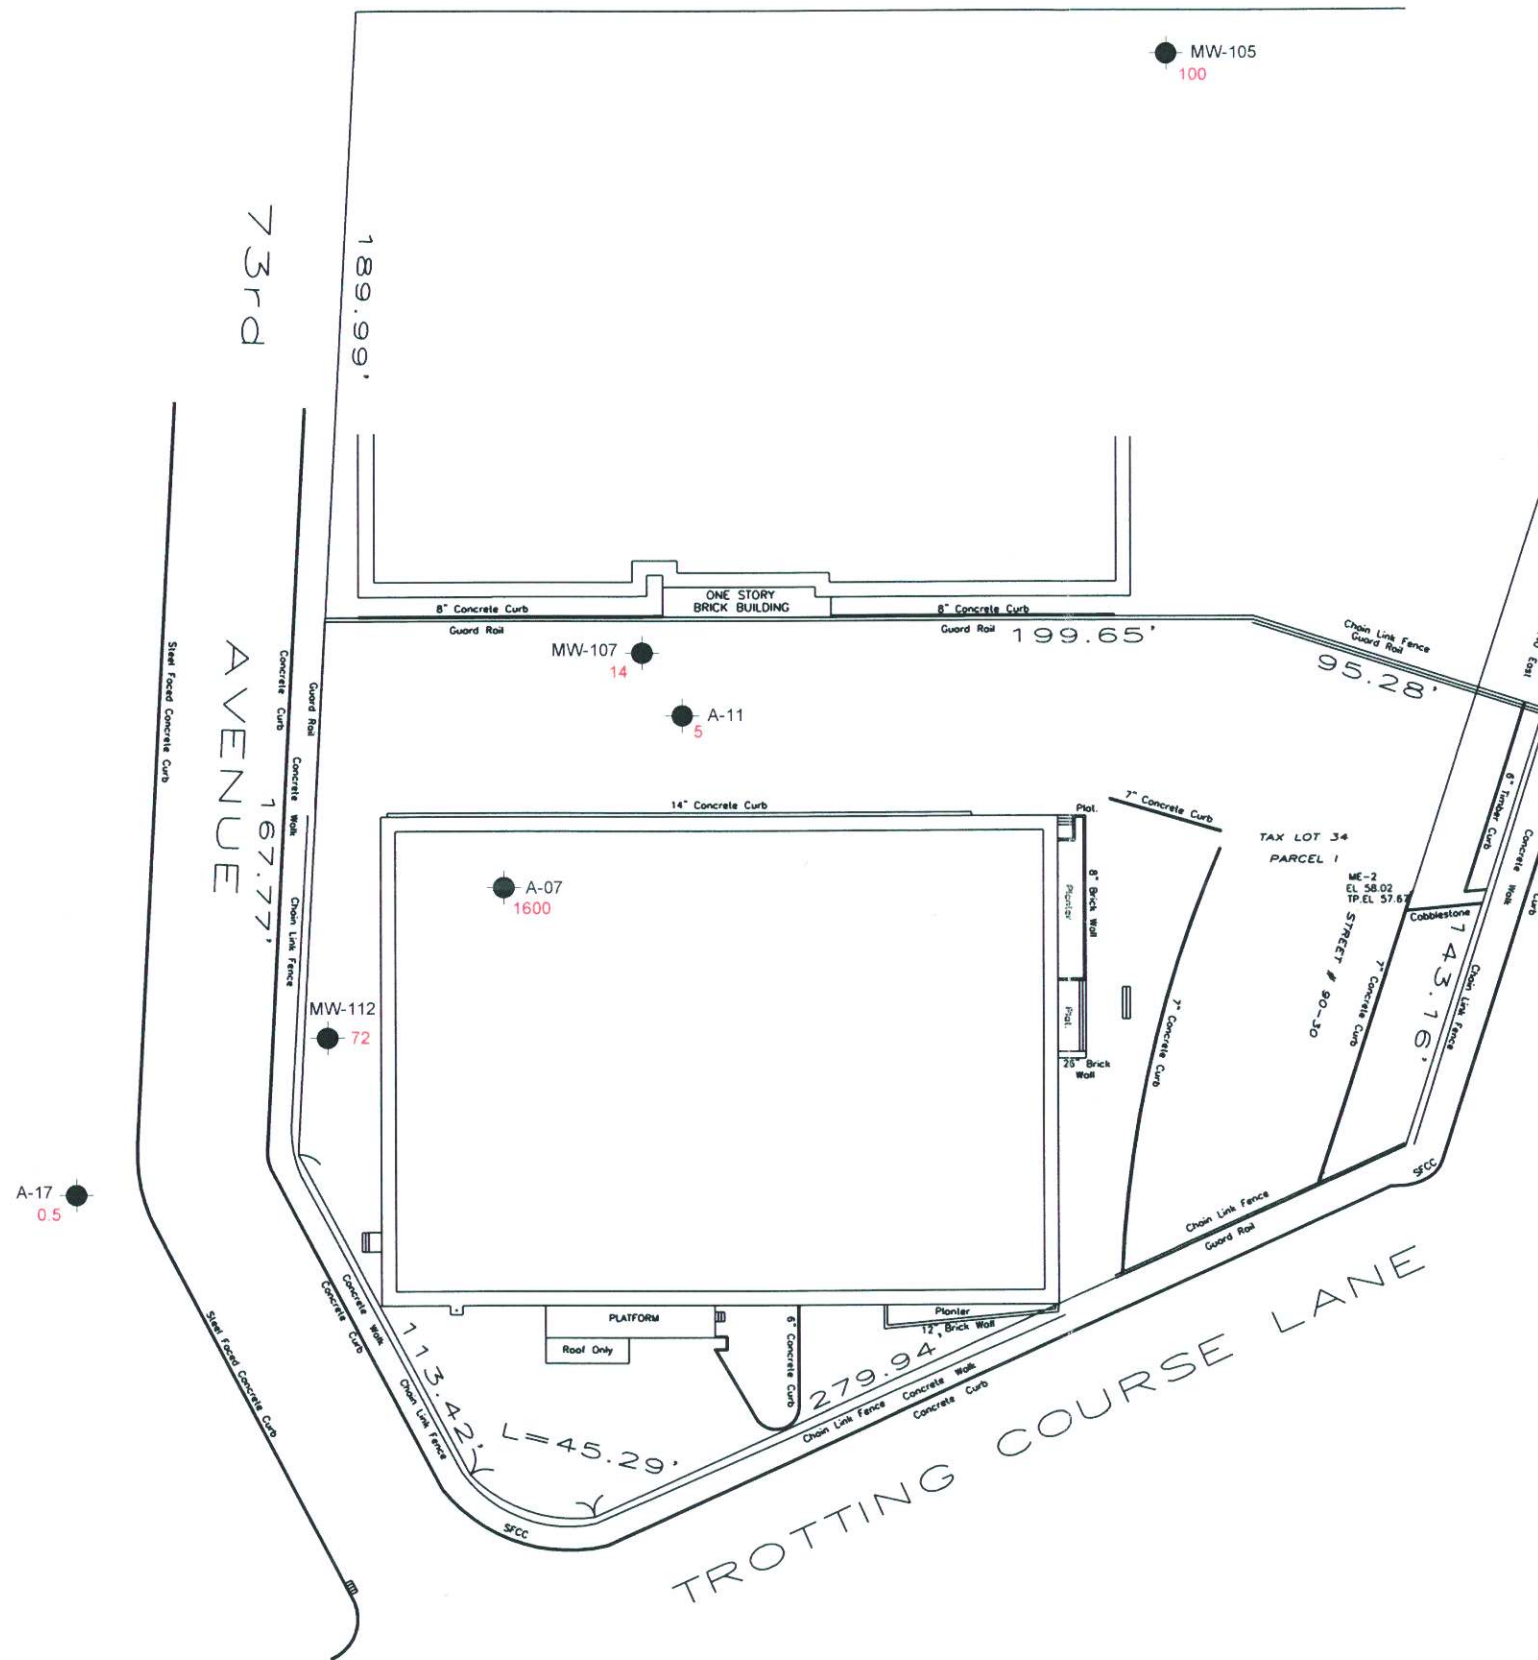 MW-105
100
73rd
AVENUE
189.99'
ONE STORY
BRICK BUILDING
8" Concrete Curb
8" Concrete Curb
Guard Rail
Guard Rail
199.65'
Chain Link Fence
Guard Rail
95.28'
East
MW-107
14
A-11
5
Steel Faced Concrete Curb
Concrete Curb
Guard Rail
Concrete Walk
167.77'
Chain Link Fence
14" Concrete Curb
Plat.
7" Concrete Curb
TAX LOT 34
PARCEL 1
6" Timber Curb
Concrete Walk
Curb
A-07
1600
Planter
8" Brick Wall
ME-2
EL 58.02
TP.EL 57.67
Cobblestone
STREET # 90-30
7" Concrete Curb
143.16'
Chain Link Fence
MW-112
72
Plat.
26" Brick
Wall
7" Concrete Curb
A-17
0.5
SFCC
Chain Link Fence
Guard Rail
Concrete Walk
Concrete Curb
113.42'
Chain Link Fence
PLATFORM
Roof Only
6" Concrete Curb
Planter
12" Brick Wall
279.94'
Chain Link Fence
Concrete Walk
Concrete Curb
Steel Faced Concrete Curb
L=45.29'
SFCC
TROTTING COURSE LANE